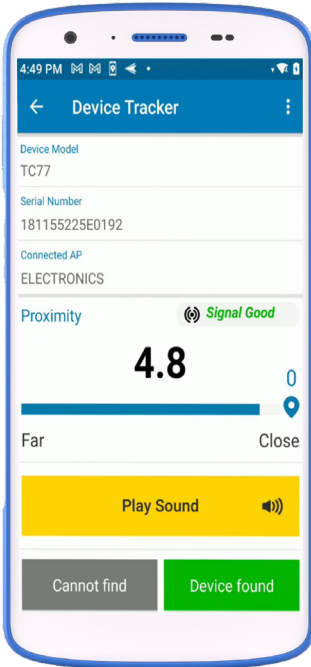 4:49 PM
Device Tracker
Device Model
TC77
Serial Number
181155225E0192
Connected AP
ELECTRONICS
Proximity
Signal Good
4.8
0
Far Close
Play Sound
Cannot find Device found